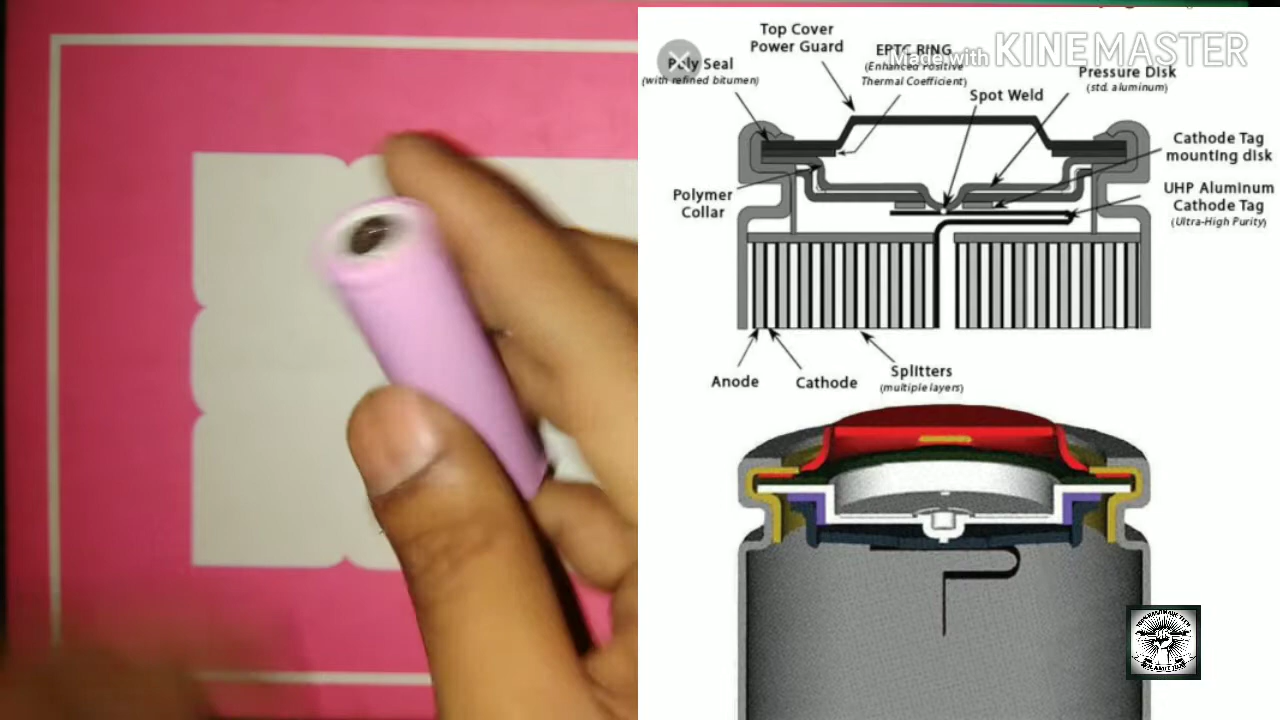 Made with KINEMASTER
Top Cover
Power Guard
EPTC RING
(Enhanced Positive
Thermal Coefficient)
Poly Seal
(with refined bitumen)
Pressure Disk
(std. aluminum)
Spot Weld
Cathode Tag
mounting disk
Polymer
Collar
UHP Aluminum
Cathode Tag
(Ultra-High Purity)
Anode
Cathode
Splitters
(multiple layers)